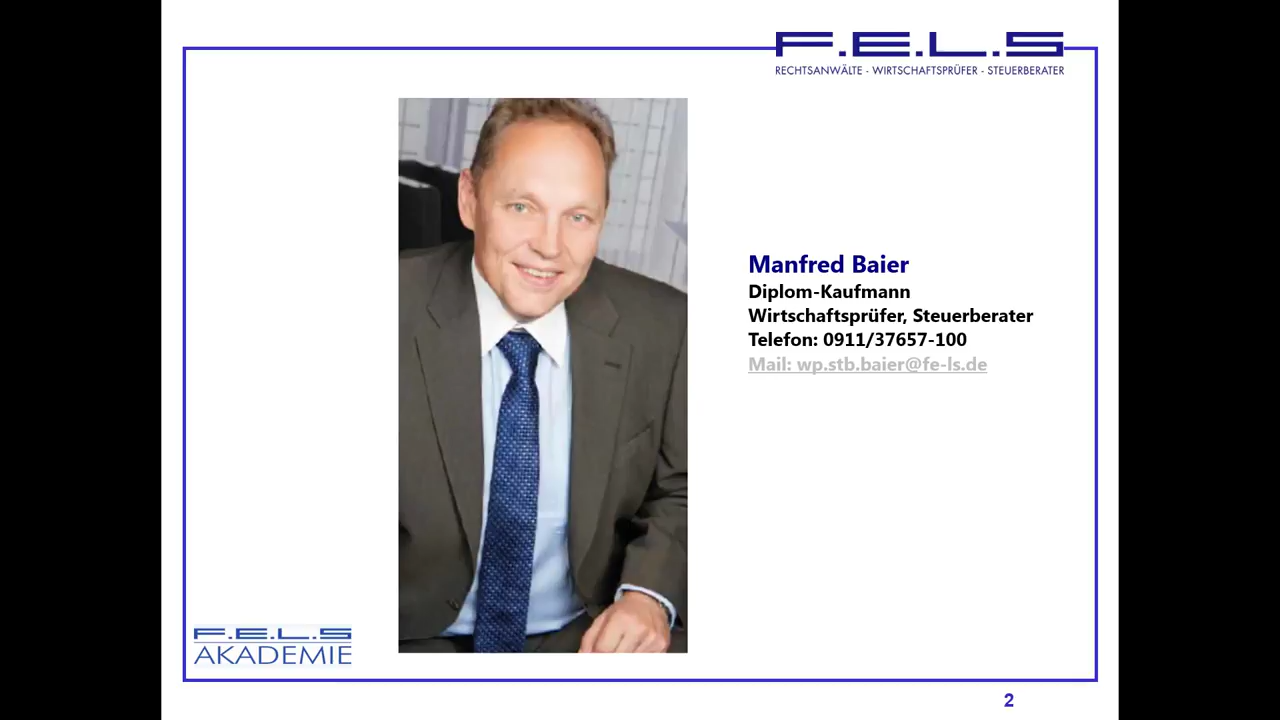 F.E.L.S
RECHTSANWÄLTE - WIRTSCHAFTSPRÜFER - STEUERBERATER
Manfred Baier
Diplom-Kaufmann
Wirtschaftsprüfer, Steuerberater
Telefon: 0911/37657-100
Mail: wp.stb.baier@fe-ls.de
F.E.L.S
AKADEMIE
2